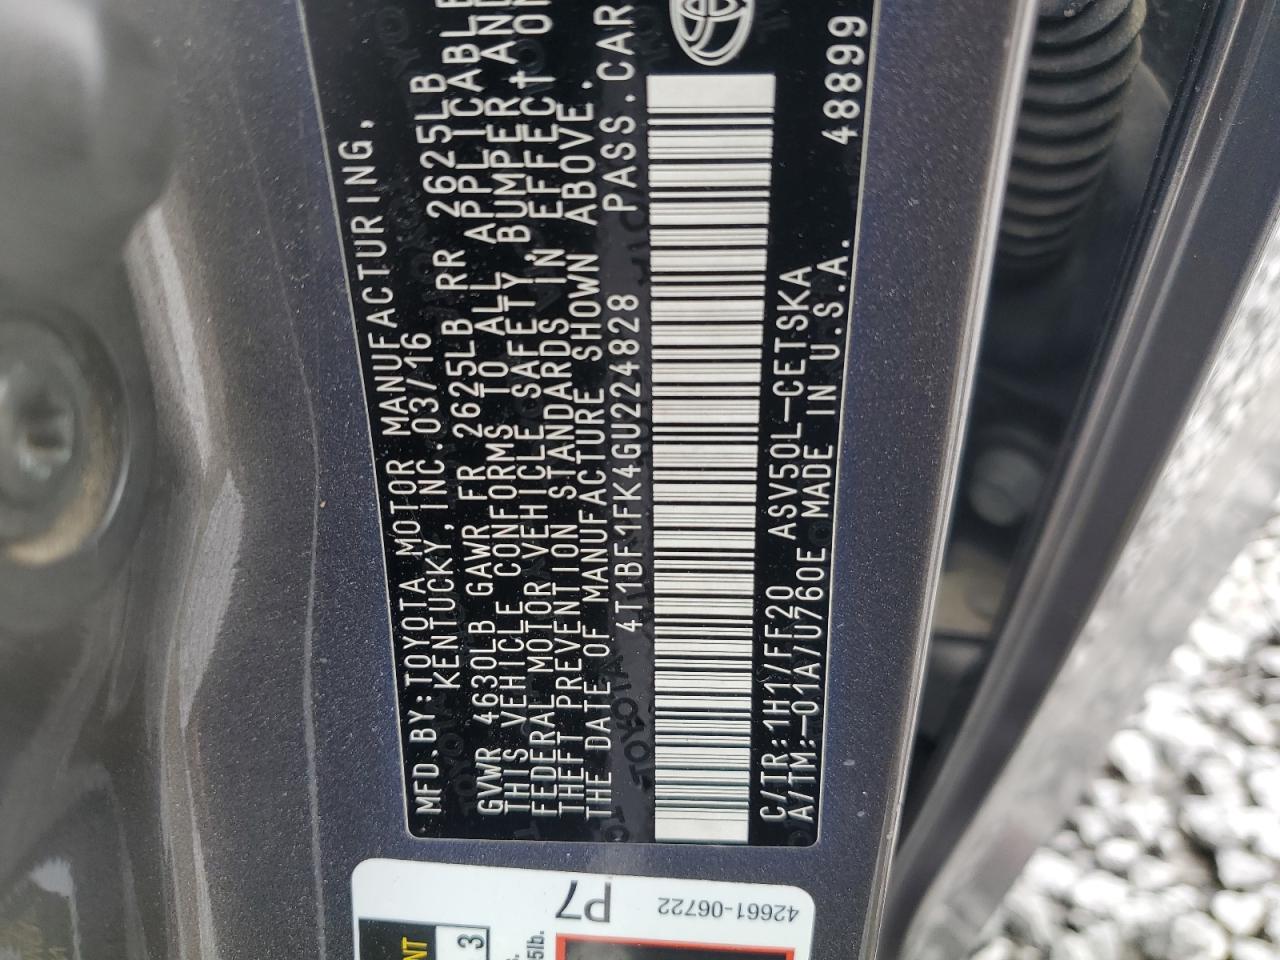 MFD.BY:TOYOTA MOTOR MANUFACTURING,
KENTUCKY, INC. 03/16
GVWR 4630LB GAWR FR 2625LB RR 2625LB
THIS VEHICLE CONFORMS TO ALL APPLICABLE
FEDERAL MOTOR VEHICLE SAFETY, BUMPER AND
THEFT PREVENTION STANDARDS IN EFFECT ON
THE DATE OF MANUFACTURE SHOWN ABOVE.
4T1BF1FK4GU224828 PASS.CAR
C/TR:1H1/FF20 ASV50L-CETSKA
A/TM:-01A/U760E MADE IN U.S.A.
48899
P7
42661-06722
3
5lb.